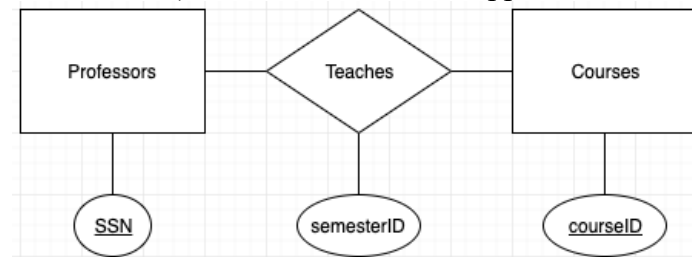 Professors
Teaches
Courses
SSN
semesterID
courseID